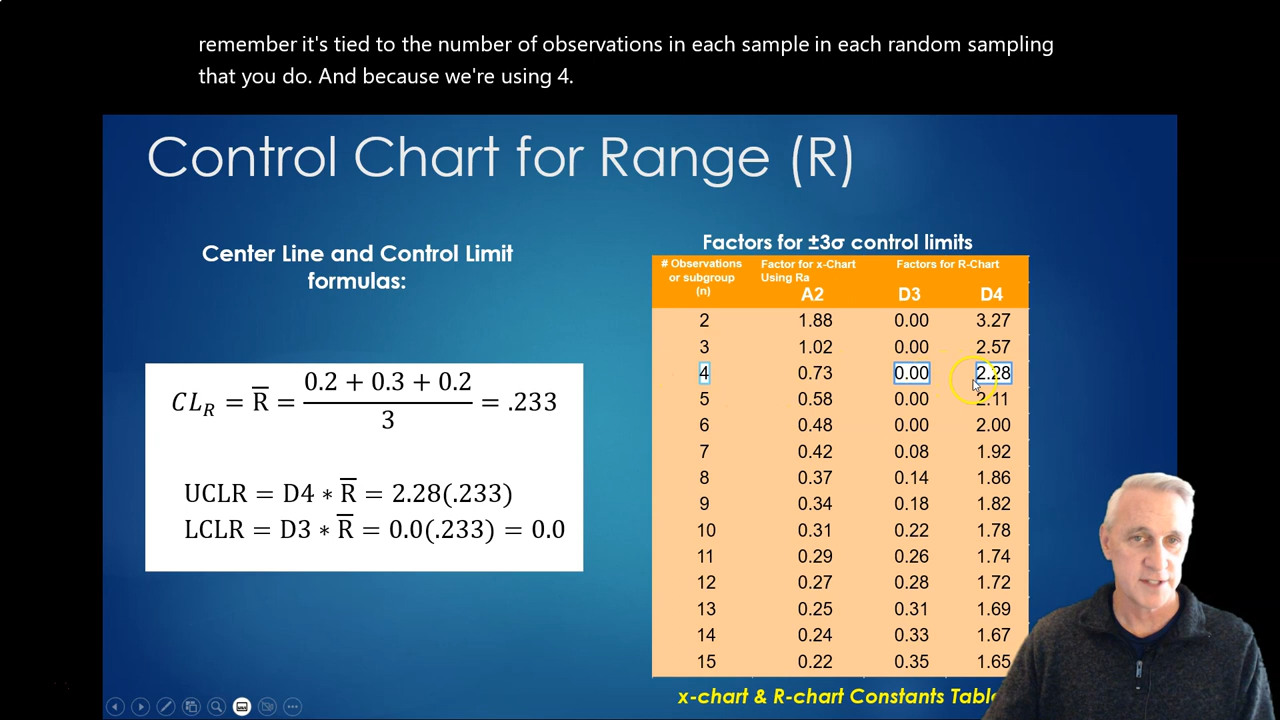 remember it's tied to the number of observations in each sample in each random sampling
that you do. And because we're using 4.
Control Chart for Range (R)
Center Line and Control Limit
formulas:
CL_R = R̅ = (0.2 + 0.3 + 0.2)/3 = .233
UCLR = D4 ∗ R̅ = 2.28(.233)
LCLR = D3 ∗ R̅ = 0.0(.233) = 0.0
Factors for ±3σ control limits
# Observations or subgroup (n) Factor for x-Chart Using Ra Factors for R-Chart
A2 D3 D4
2 1.88 0.00 3.27
3 1.02 0.00 2.57
4 0.73 0.00 2.28
5 0.58 0.00 2.11
6 0.48 0.00 2.00
7 0.42 0.08 1.92
8 0.37 0.14 1.86
9 0.34 0.18 1.82
10 0.31 0.22 1.78
11 0.29 0.26 1.74
12 0.27 0.28 1.72
13 0.25 0.31 1.69
14 0.24 0.33 1.67
15 0.22 0.35 1.65
x-chart & R-chart Constants Table